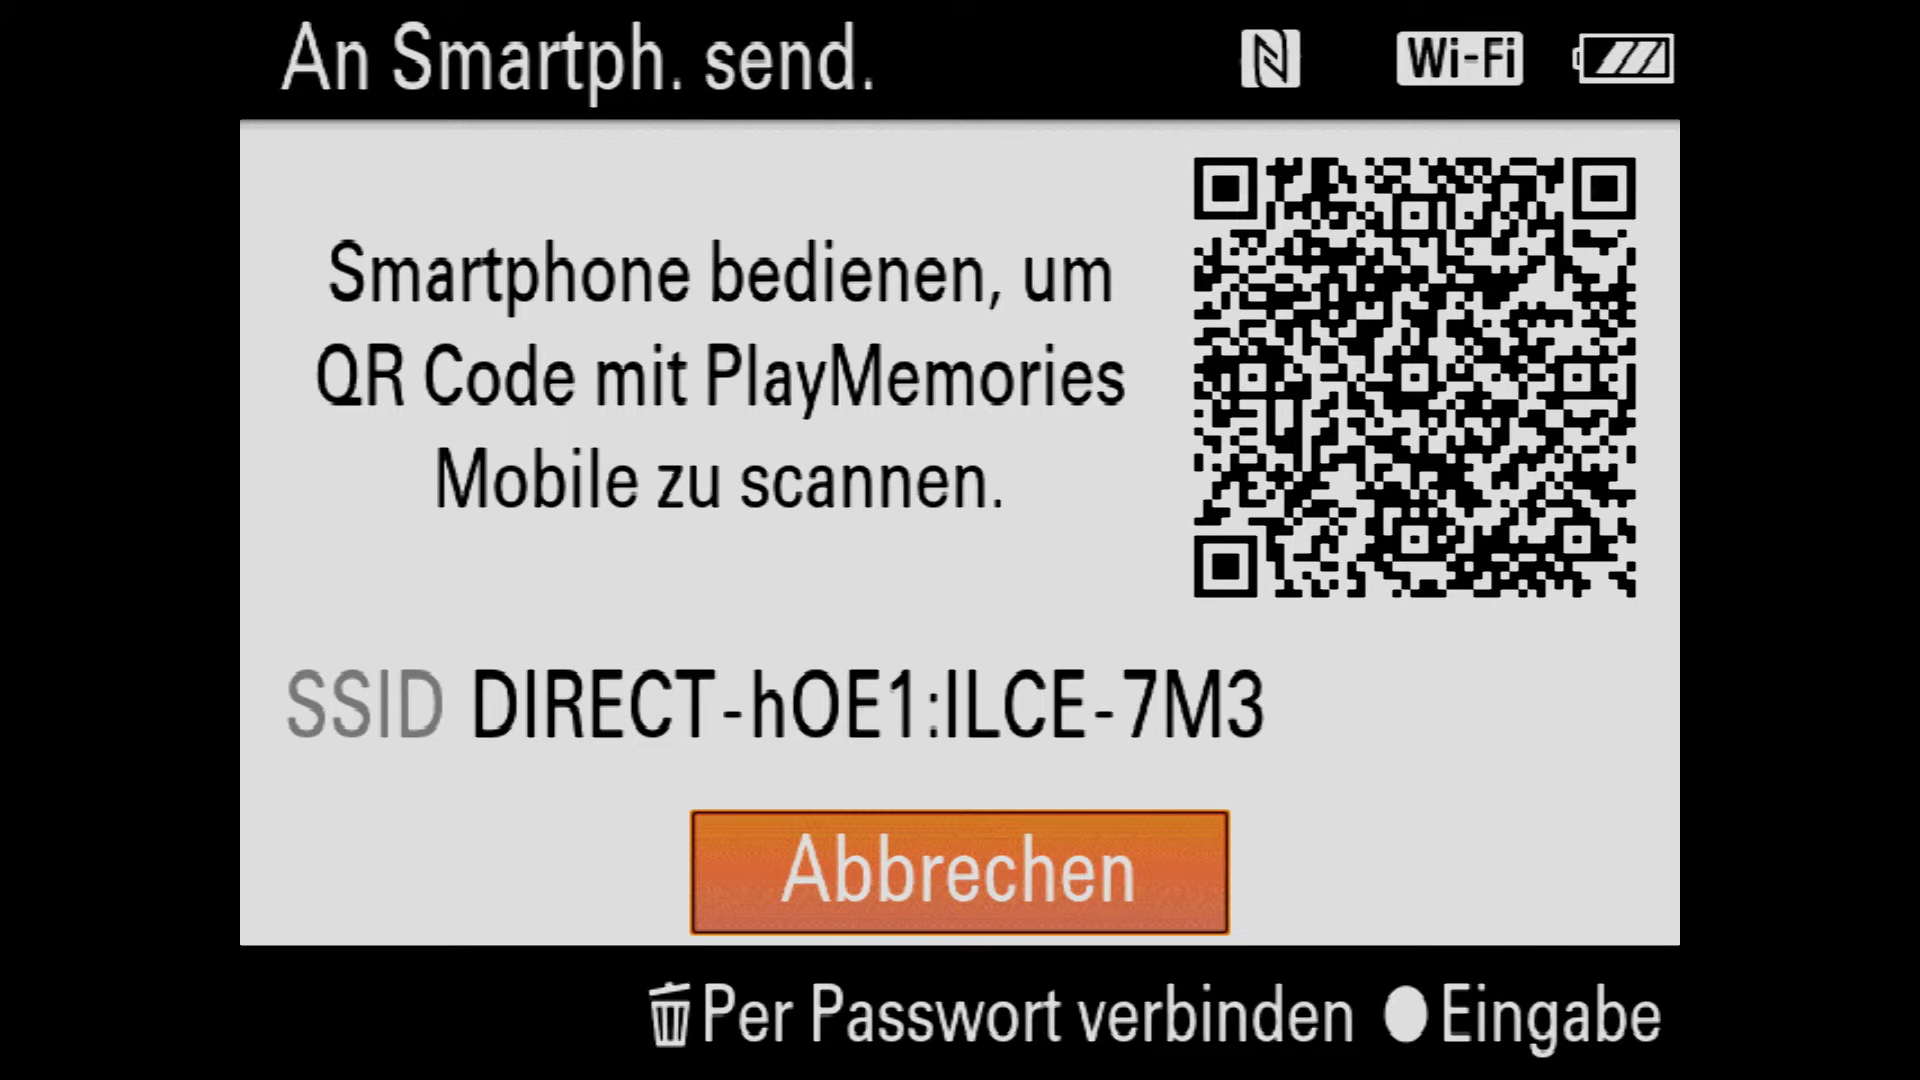 An Smartph. send.
Wi-Fi
Smartphone bedienen, um
QR Code mit PlayMemories
Mobile zu scannen.
SSID DIRECT-hOE1:ILCE-7M3
Abbrechen
Per Passwort verbinden Eingabe